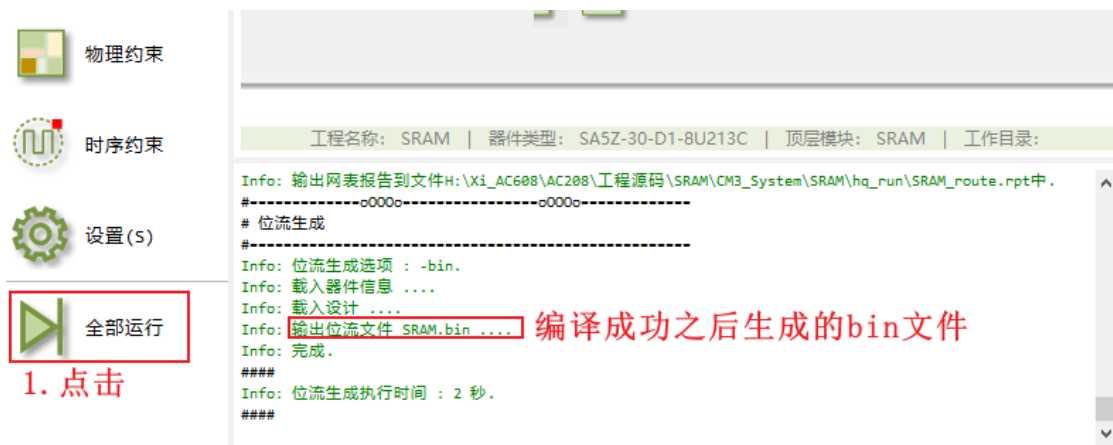 物理约束
时序约束
设置(S)
全部运行
1.点击
工程名称: SRAM | 器件类型: SA5Z-30-D1-8U213C | 顶层模块: SRAM | 工作目录:
Info: 输出网表报告到文件H:\Xi_AC608\AC208\工程源码\SRAM\CM3_System\SRAM\hq_run\SRAM_route.rpt中.
#-------------oOOOo----------------oOOOo-------------
# 位流生成
#----------------------------------------------------
Info: 位流生成选项 : -bin.
Info: 载入器件信息 ....
Info: 载入设计 ....
Info: 输出位流文件 SRAM.bin ....
编译成功之后生成的bin文件
Info: 完成.
####
Info: 位流生成执行时间 : 2 秒.
####